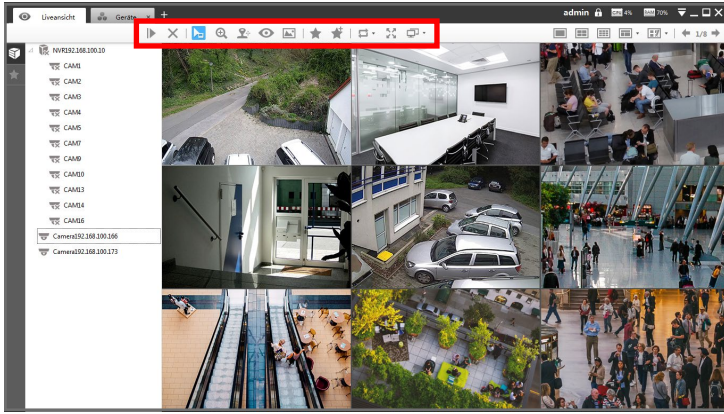 Liveansicht Geräte × + admin CPU 4% RAM 70%
1/8
NVR192.168.100.10
CAM1
CAM2
CAM3
CAM4
CAM5
CAM7
CAM9
CAM10
CAM13
CAM14
CAM16
Camera192.168.100.166
Camera192.168.100.173